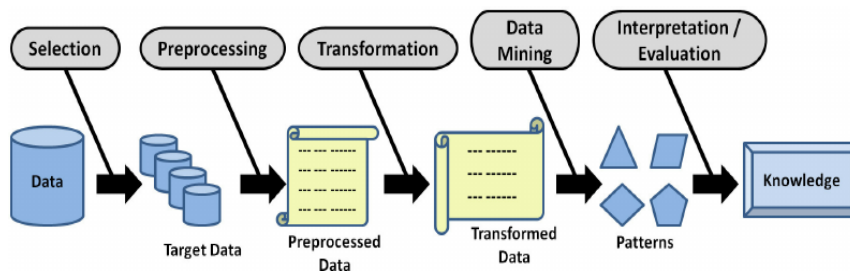 Selection
Preprocessing
Transformation
Data
Mining
Interpretation /
Evaluation
Data
Target Data
Preprocessed
Data
Transformed
Data
Patterns
Knowledge